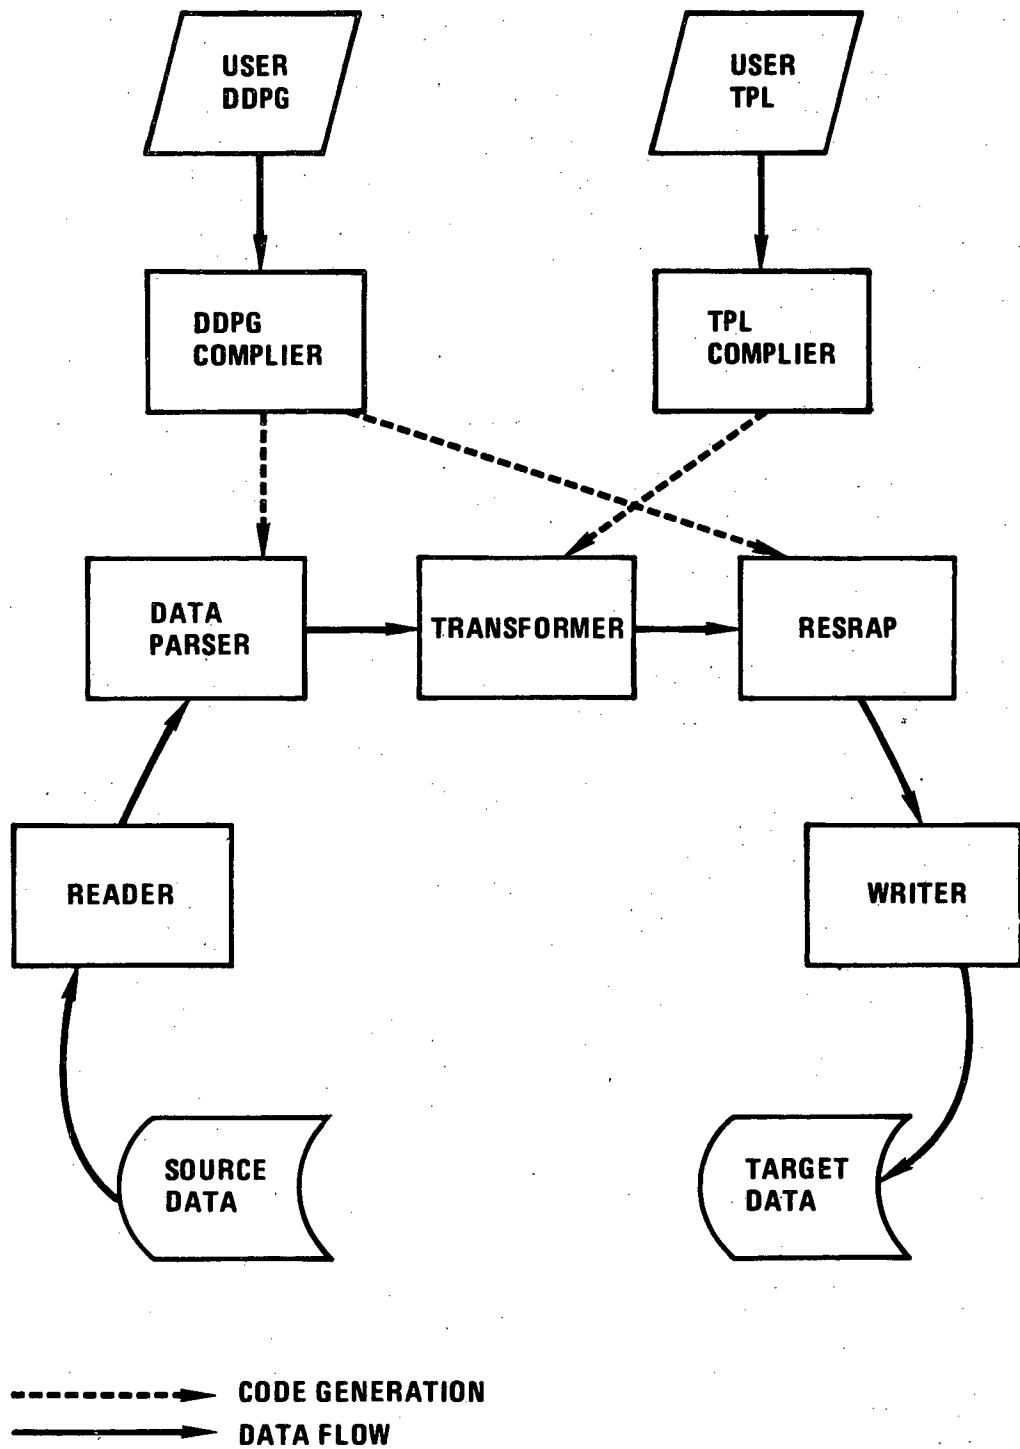 USER
DDPG
USER
TPL
DDPG
COMPLIER
TPL
COMPLIER
DATA
PARSER
TRANSFORMER
RESRAP
READER
WRITER
SOURCE
DATA
TARGET
DATA
CODE GENERATION
DATA FLOW